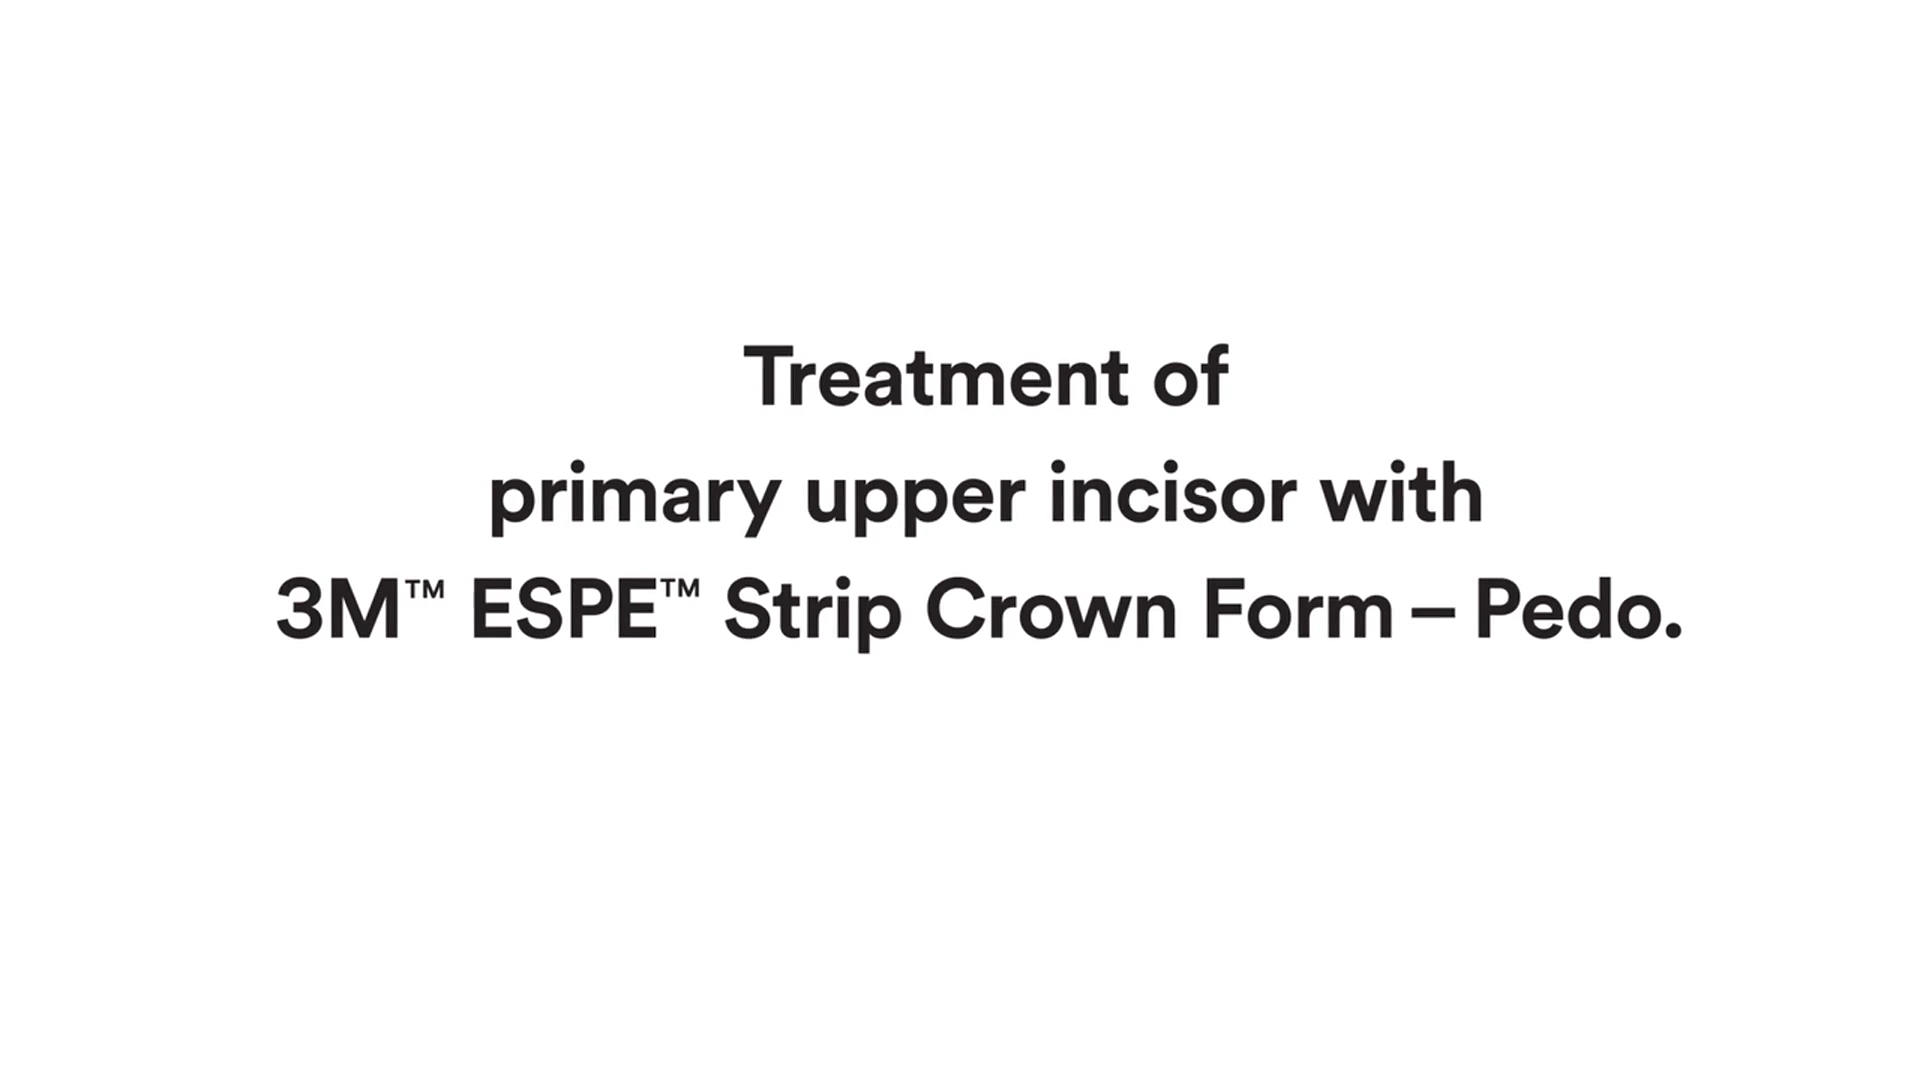 Treatment of
primary upper incisor with
3M™ ESPE™ Strip Crown Form – Pedo.